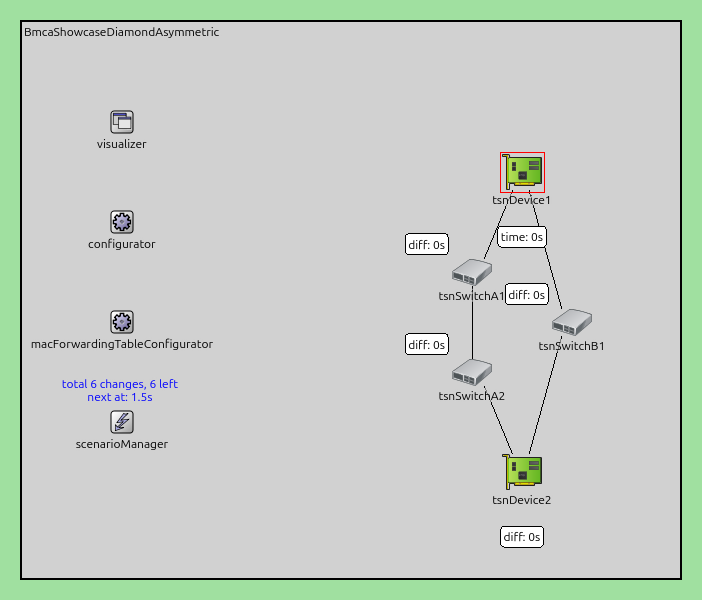 BmcaShowcaseDiamondAsymmetric
visualizer
configurator
macForwardingTableConfigurator
total 6 changes, 6 left
next at: 1.5s
scenarioManager
tsnDevice1
time: 0s
diff: 0s
tsnSwitchA1
diff: 0s
tsnSwitchB1
diff: 0s
tsnSwitchA2
tsnDevice2
diff: 0s